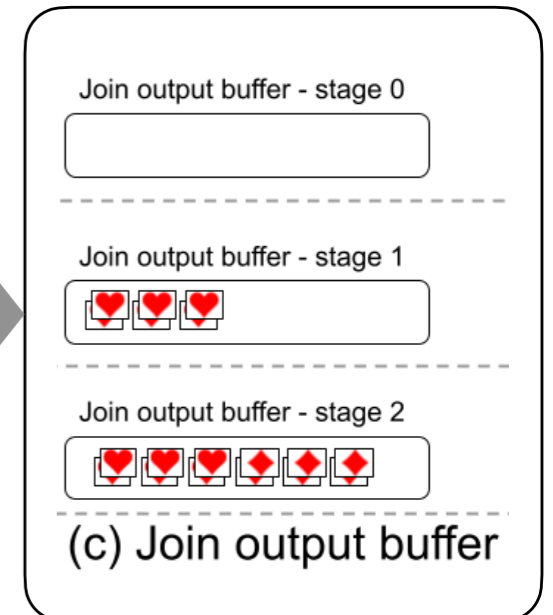 Join output buffer - stage 0
Join output buffer - stage 1
Join output buffer - stage 2
(c) Join output buffer